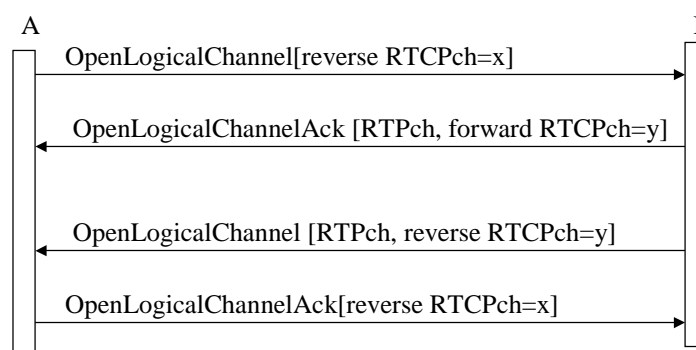 A
OpenLogicalChannel[reverse RTCPch=x]
OpenLogicalChannelAck [RTPch, forward RTCPch=y]
OpenLogicalChannel [RTPch, reverse RTCPch=y]
OpenLogicalChannelAck[reverse RTCPch=x]